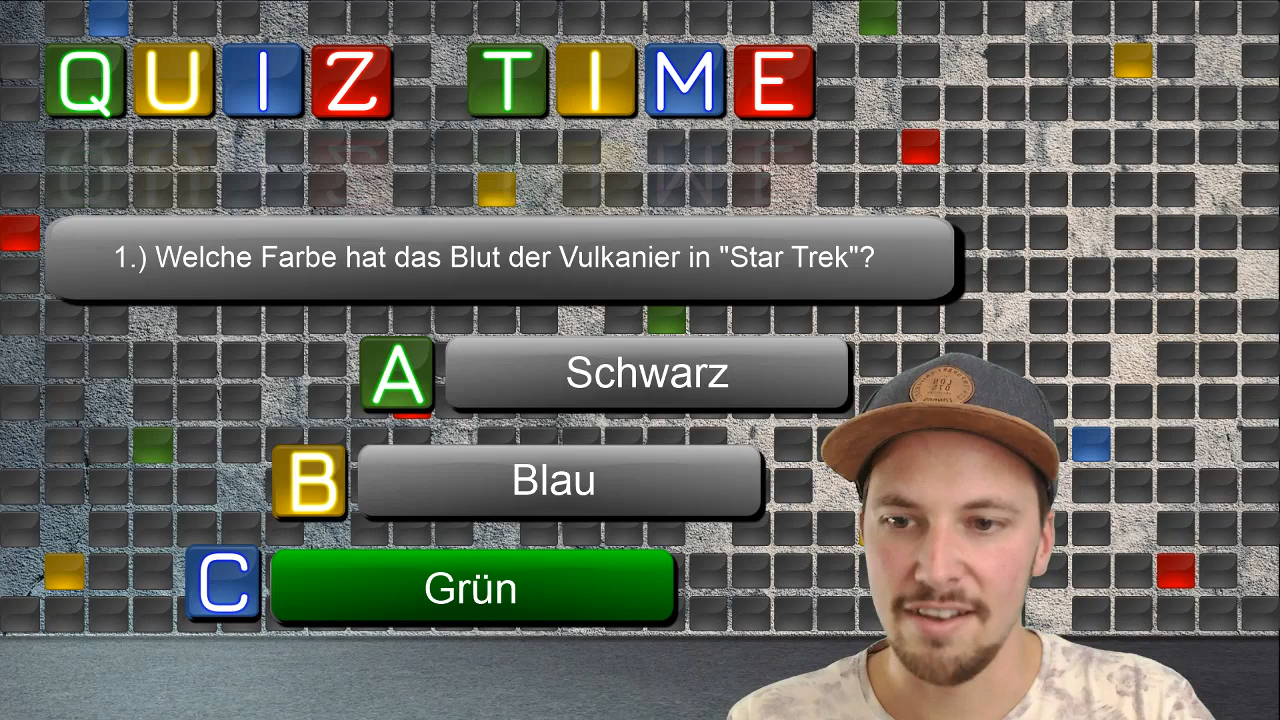 QUIZ TIME
1.) Welche Farbe hat das Blut der Vulkanier in "Star Trek"?
A Schwarz
B Blau
C Grün